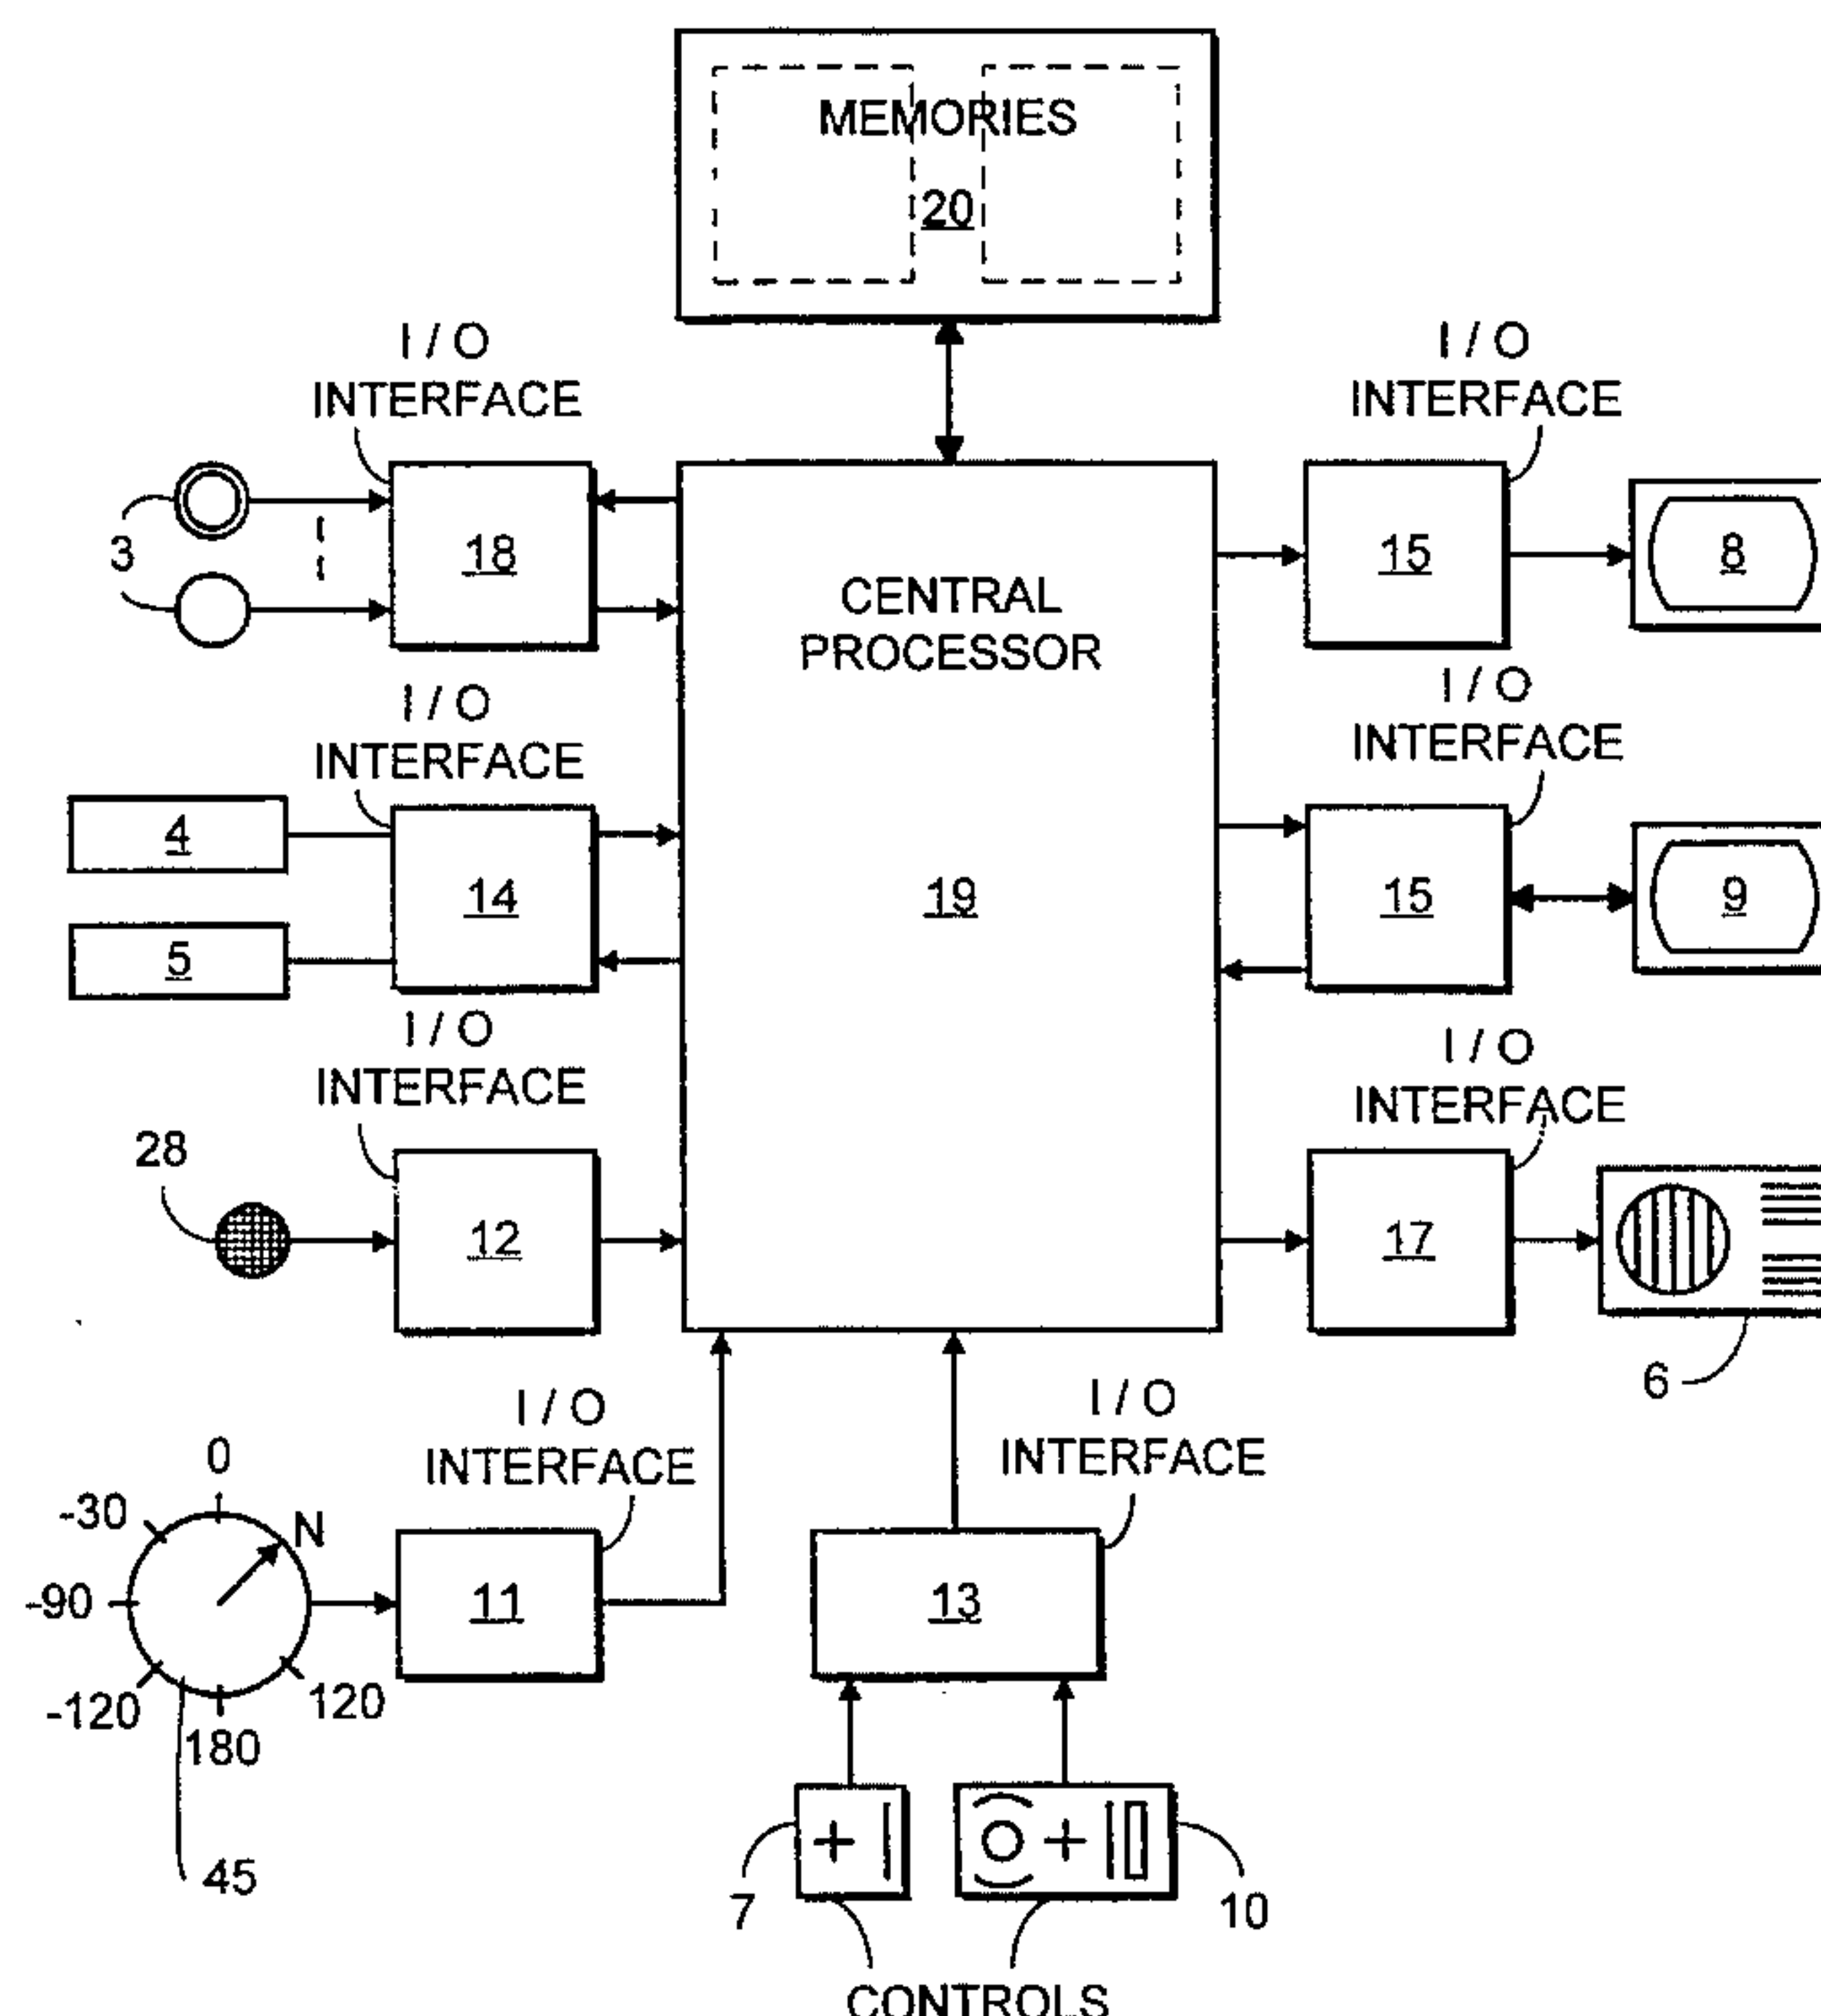 MEMORIES
20
I / O
INTERFACE
I / O
INTERFACE
3
18
CENTRAL
PROCESSOR
15
8
I / O
INTERFACE
I / O
INTERFACE
4
14
19
15
9
5
I / O
INTERFACE
I / O
INTERFACE
28
12
17
6
I / O
INTERFACE
I / O
INTERFACE
0
-30
N
-90
11
13
-120
120
180
45
7
10
CONTROLS